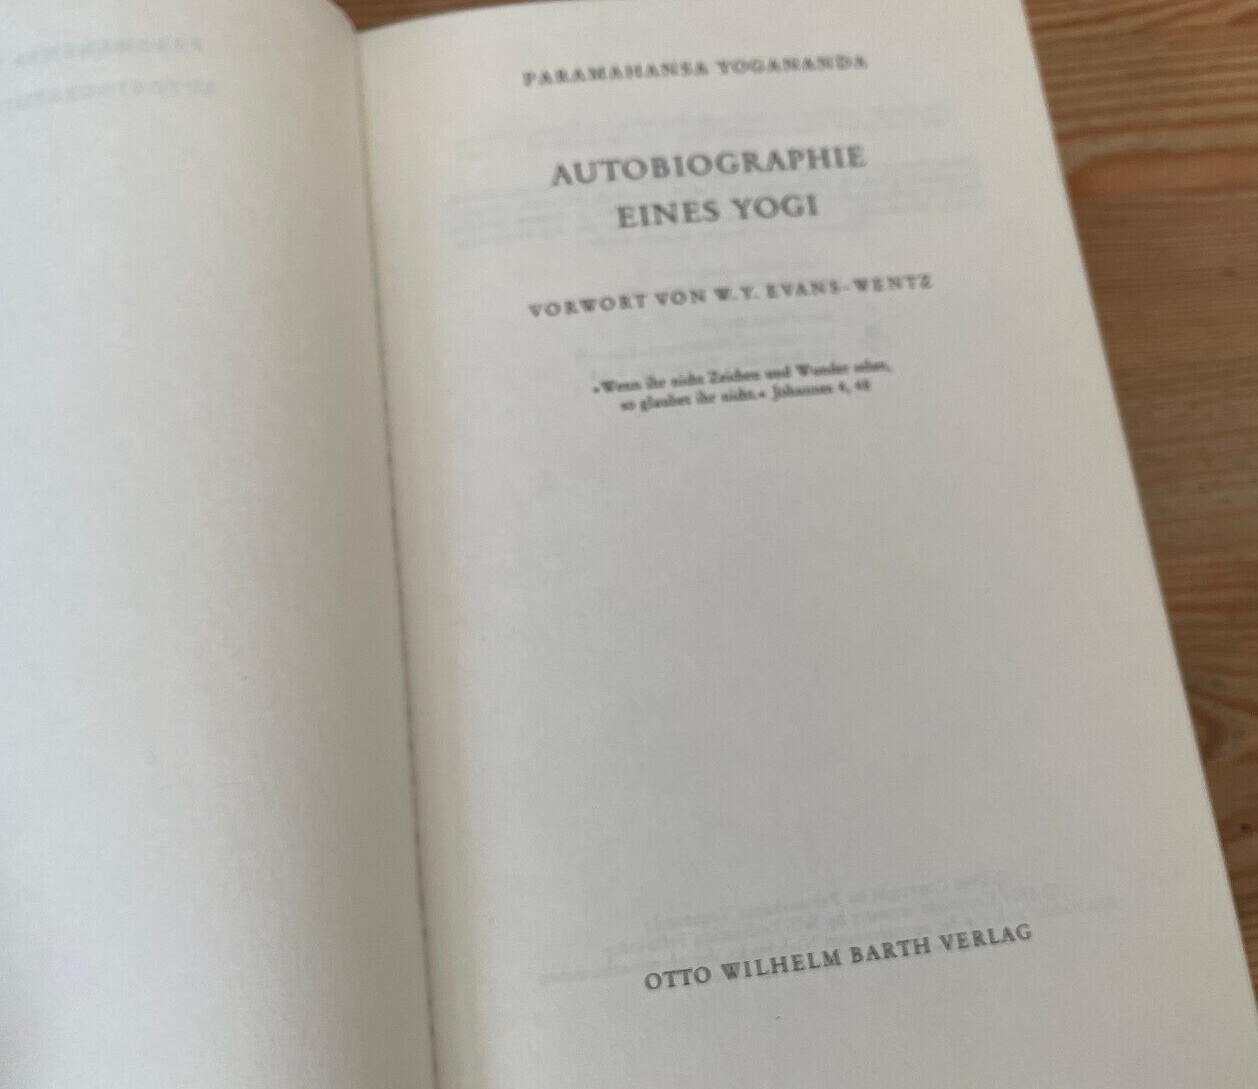 PARAMAHANSA YOGANANDA
AUTOBIOGRAPHIE
EINES YOGI
VORWORT VON W. Y. EVANS-WENTZ
»Wenn ihr nicht Zeichen und Wunder sehet,
so glaubet ihr nicht.« Johannes 4, 48
OTTO WILHELM BARTH VERLAG